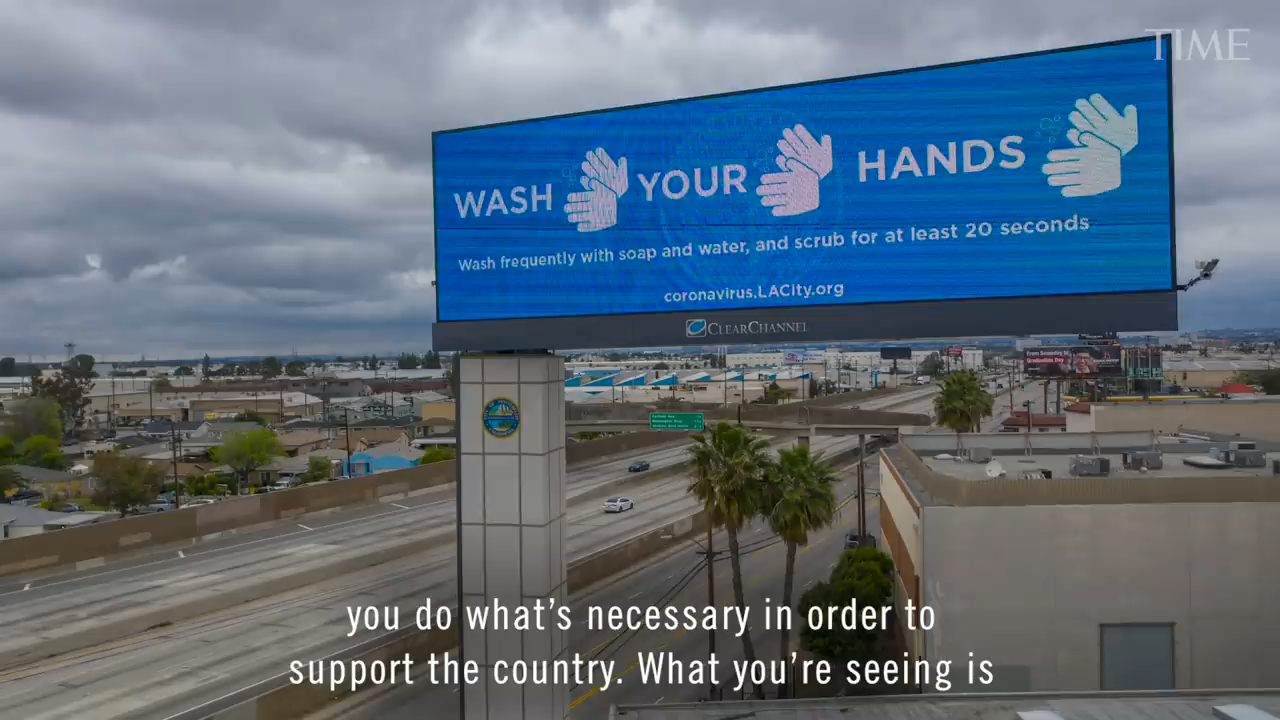 TIME
WASH YOUR HANDS
Wash frequently with soap and water, and scrub for at least 20 seconds
coronavirus.LACity.org
CLEARCHANNEL
you do what's necessary in order to
support the country. What you're seeing is